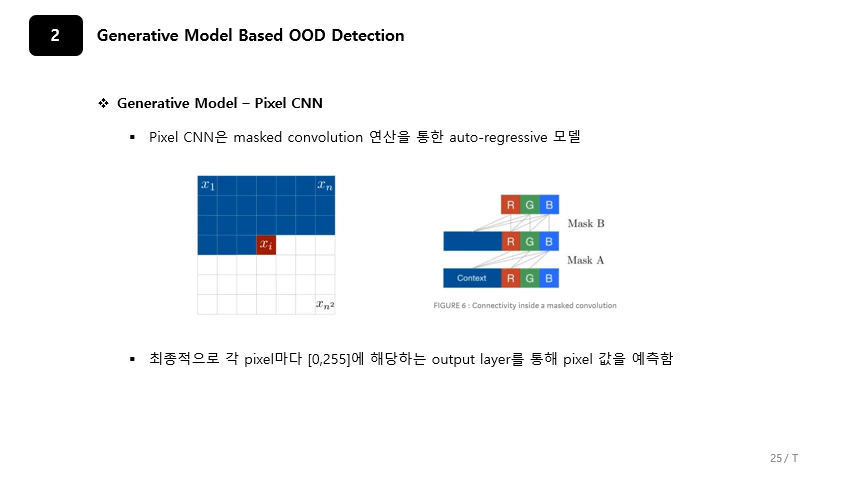 2 Generative Model Based OOD Detection
❖ Generative Model – Pixel CNN
▪ Pixel CNN은 masked convolution 연산을 통한 auto-regressive 모델
x₁ xₙ
xᵢ
xₙ²
R G B
Mask B
R G B
Mask A
Context R G B
FIGURE 6 : Connectivity inside a masked convolution
▪ 최종적으로 각 pixel마다 [0,255]에 해당하는 output layer를 통해 pixel 값을 예측함
25 / T